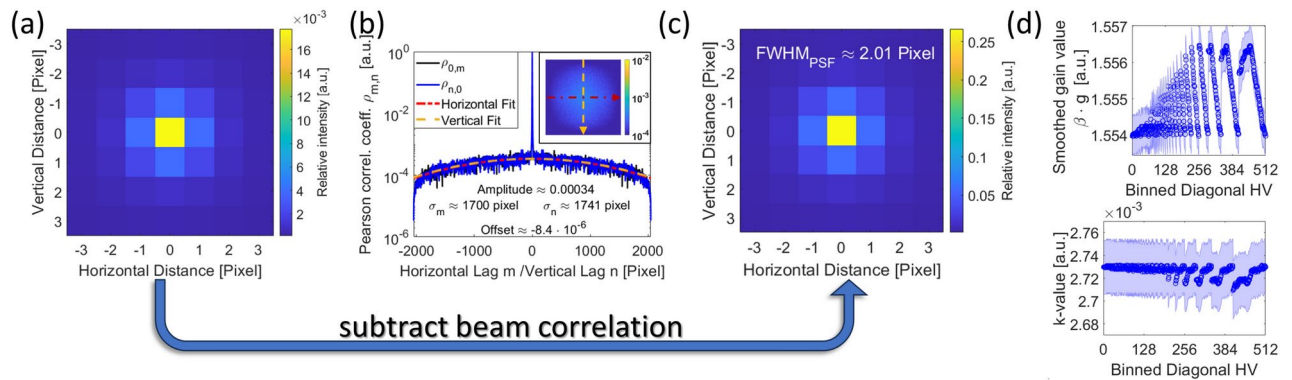 (a)
×10⁻³
-3
-2
-1
0
1
2
3
Vertical Distance [Pixel]
-3 -2 -1 0 1 2 3
Horizontal Distance [Pixel]
16
14
12
10
8
6
4
2
Relative intensity [a.u.]
(b)
10⁰
10⁻²
10⁻⁴
10⁻⁶
Pearson correl. coeff. ρm,n [a.u.]
ρ0,m
ρn,0
Horizontal Fit
Vertical Fit
10⁻²
10⁻³
10⁻⁴
Amplitude ≈ 0.00034
σm ≈ 1700 pixel σn ≈ 1741 pixel
Offset ≈ -8.4 · 10⁻⁶
-2000 -1000 0 1000 2000
Horizontal Lag m /Vertical Lag n [Pixel]
(c)
FWHMPSF ≈ 2.01 Pixel
-3
-2
-1
0
1
2
3
Vertical Distance [Pixel]
-3 -2 -1 0 1 2 3
Horizontal Distance [Pixel]
0.25
0.2
0.15
0.1
0.05
Relative intensity [a.u.]
subtract beam correlation
(d)
1.557
1.556
1.555
1.554
Smoothed gain value
β · g [a.u.]
0 128 256 384 512
Binned Diagonal HV
×10⁻³
2.76
2.74
2.72
2.7
2.68
k-value [a.u.]
0 128 256 384 512
Binned Diagonal HV